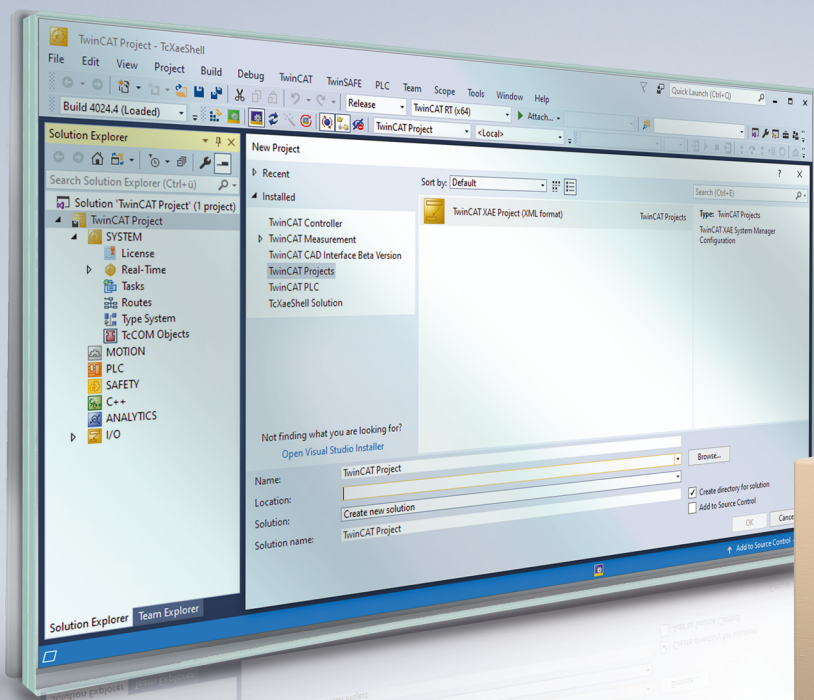 TwinCAT Project - TcXaeShell
File Edit View Project Build Debug TwinCAT TwinSAFE PLC Team Scope Tools Window Help
Quick Launch (Ctrl+Q)
Release TwinCAT RT (x64) Attach...
Build 4024.4 (Loaded) TwinCAT Project <Local>
Solution Explorer
Search Solution Explorer (Ctrl+ü)
Solution 'TwinCAT Project' (1 project)
TwinCAT Project
SYSTEM
License
Real-Time
Tasks
Routes
Type System
TcCOM Objects
MOTION
PLC
SAFETY
C++
ANALYTICS
I/O
Solution Explorer Team Explorer
New Project
? X
Recent
Installed
TwinCAT Controller
TwinCAT Measurement
TwinCAT CAD Interface Beta Version
TwinCAT Projects
TwinCAT PLC
TcXaeShell Solution
Not finding what you are looking for?
Open Visual Studio Installer
Sort by: Default
Search (Ctrl+E)
TwinCAT XAE Project (XML format) TwinCAT Projects
Type: TwinCAT Projects
TwinCAT XAE System Manager
Configuration
Name: TwinCAT Project
Location:
Browse...
Solution: Create new solution
Solution name: TwinCAT Project
Create directory for solution
Add to Source Control
OK Cance
Add to Source Control